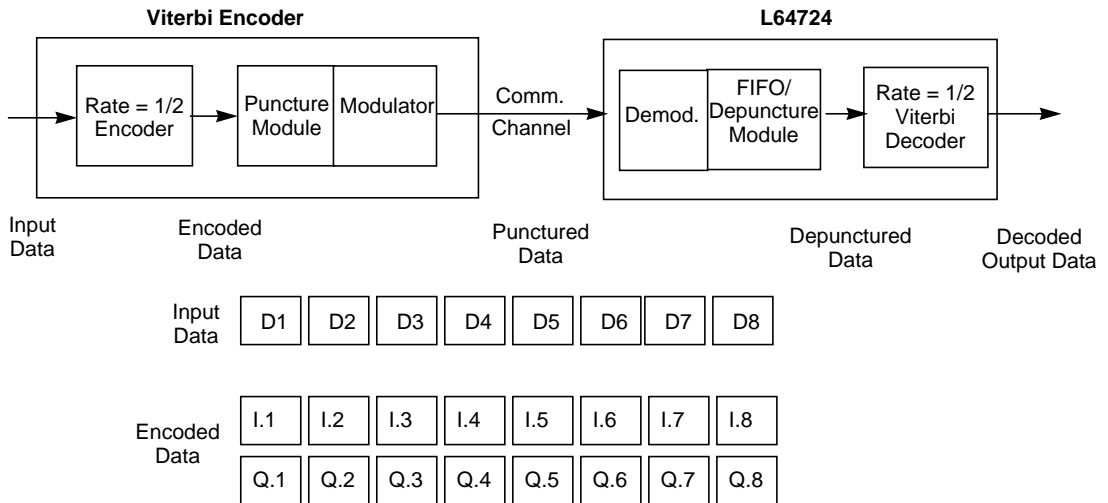 Viterbi Encoder
L64724
Rate = 1/2
Encoder
Puncture
Module
Modulator
Comm.
Channel
Demod.
FIFO/
Depuncture
Module
Rate = 1/2
Viterbi
Decoder
Input
Data
Encoded
Data
Punctured
Data
Depunctured
Data
Decoded
Output Data
Input
Data
D1 D2 D3 D4 D5 D6 D7 D8
Encoded
Data
I.1 I.2 I.3 I.4 I.5 I.6 I.7 I.8
Q.1 Q.2 Q.3 Q.4 Q.5 Q.6 Q.7 Q.8